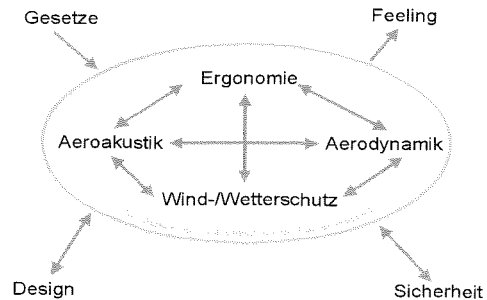 Gesetze
Feeling
Ergonomie
Aeroakustik
Aerodynamik
Wind-/Wetterschutz
Design
Sicherheit